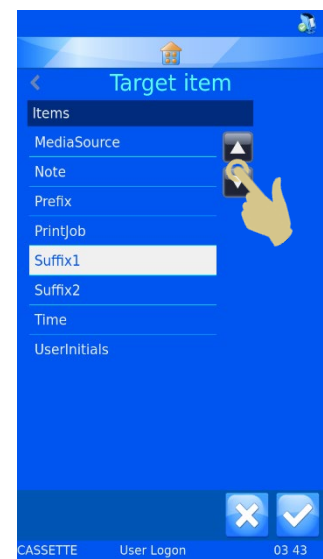 Target item
Items
MediaSource
Note
Prefix
PrintJob
Suffix1
Suffix2
Time
UserInitials
CASSETTE User Logon 03 43